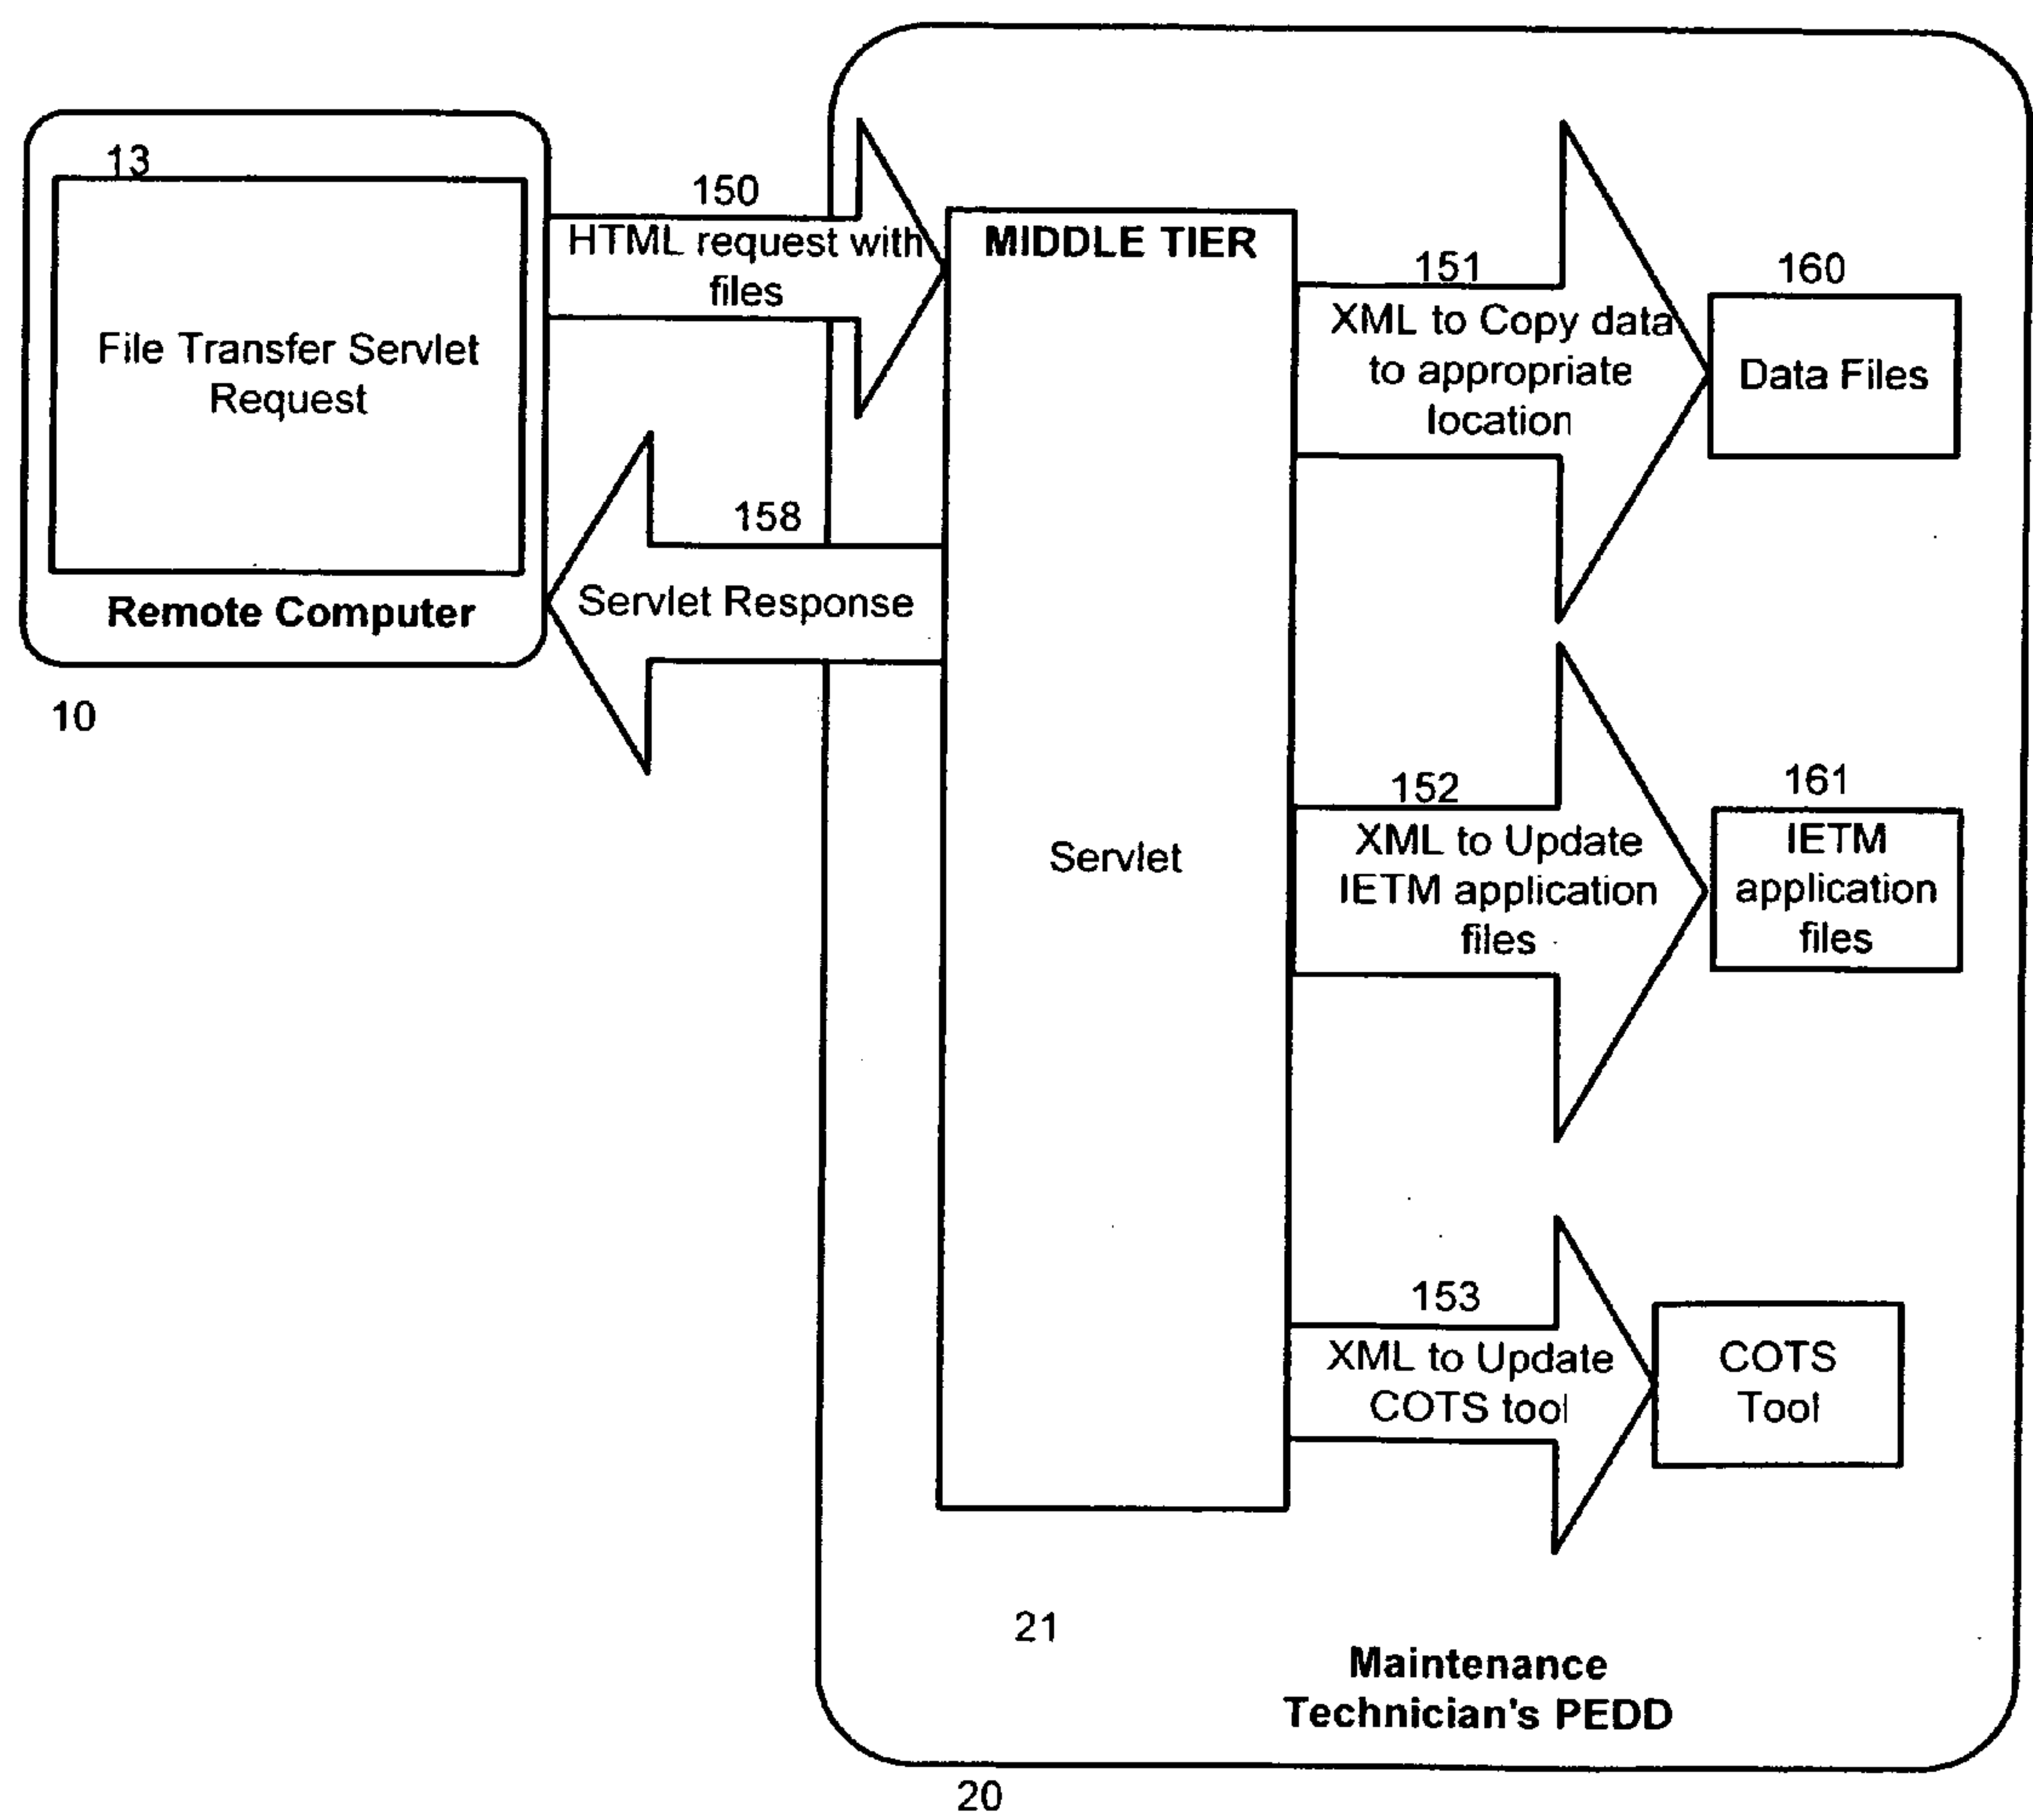 13
File Transfer Servlet
Request
Remote Computer
10
150
HTML request with
files
158
Servlet Response
MIDDLE TIER
Servlet
151
XML to Copy data
to appropriate
location
160
Data Files
152
XML to Update
IETM application
files
161
IETM
application
files
153
XML to Update
COTS tool
COTS
Tool
21
Maintenance
Technician's PEDD
20